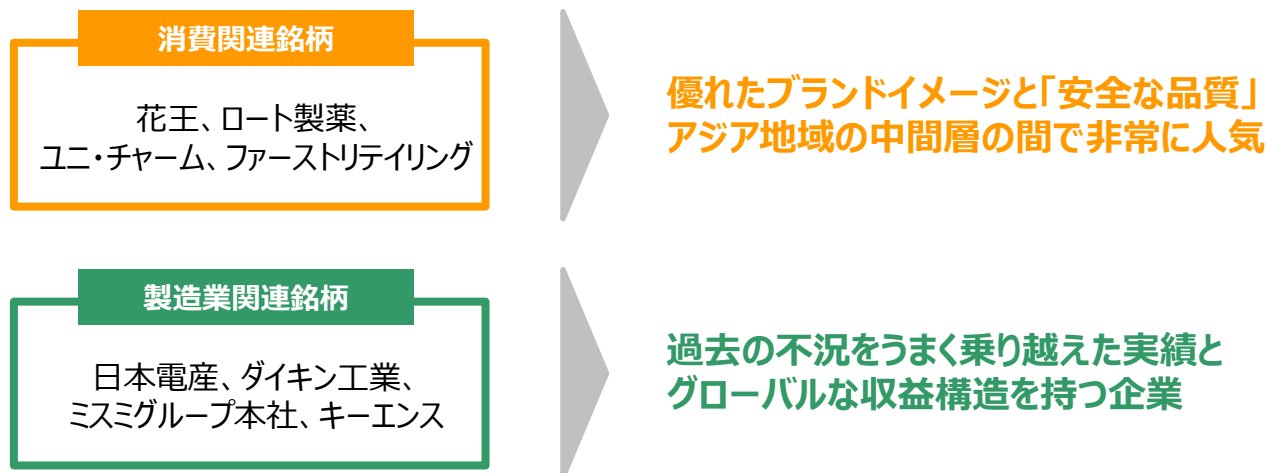 消費関連銘柄
花王、ロート製薬、
ユニ・チャーム、ファーストリテイリング
優れたブランドイメージと「安全な品質」
アジア地域の中間層の間で非常に人気
製造業関連銘柄
日本電産、ダイキン工業、
ミスミグループ本社、キーエンス
過去の不況をうまく乗り越えた実績と
グローバルな収益構造を持つ企業